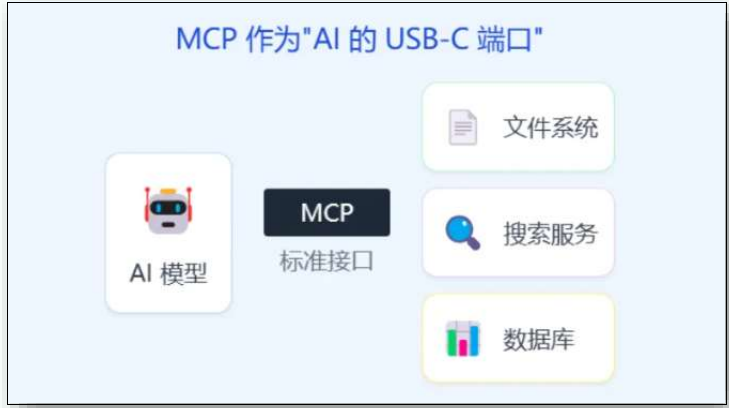 MCP 作为"AI 的 USB-C 端口"
AI 模型
MCP
标准接口
文件系统
搜索服务
数据库